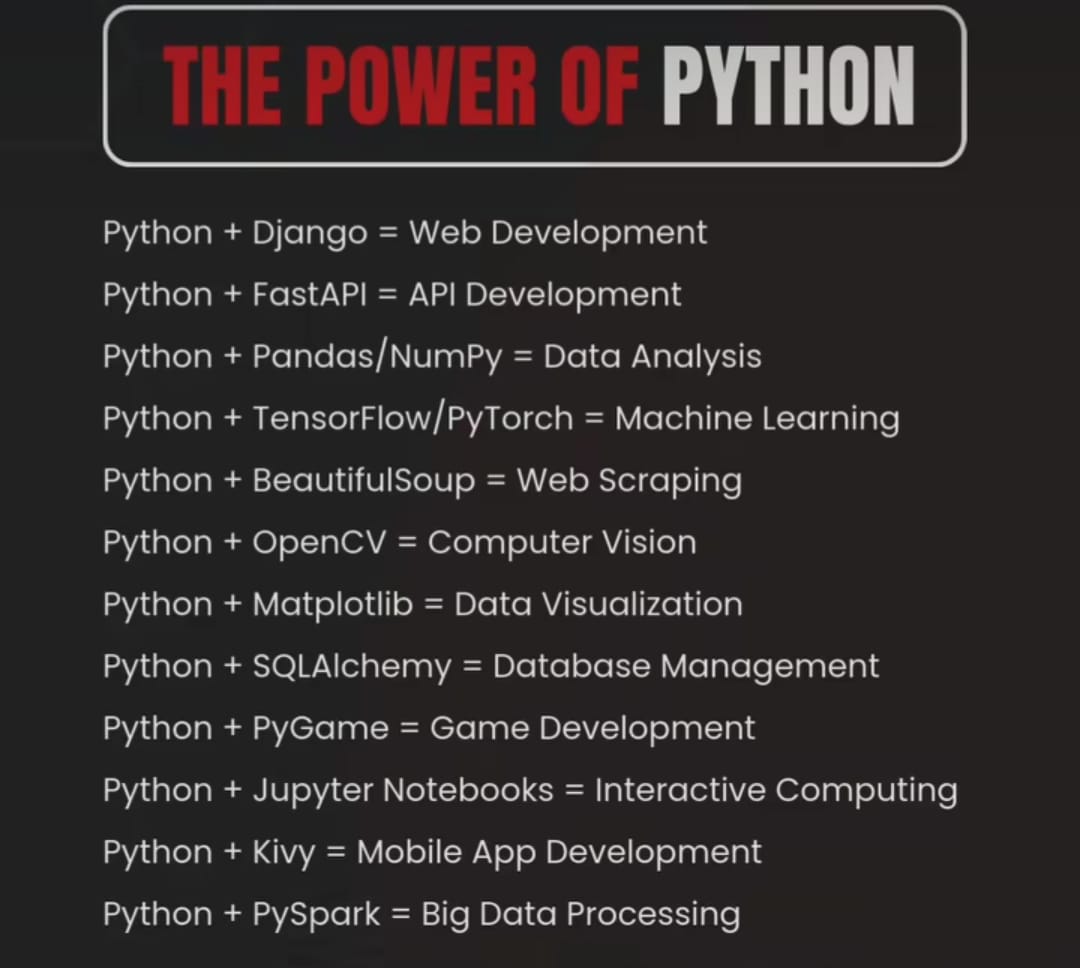 THE POWER OF PYTHON
Python + Django = Web Development
Python + FastAPI = API Development
Python + Pandas/NumPy = Data Analysis
Python + TensorFlow/PyTorch = Machine Learning
Python + BeautifulSoup = Web Scraping
Python + OpenCV = Computer Vision
Python + Matplotlib = Data Visualization
Python + SQLAlchemy = Database Management
Python + PyGame = Game Development
Python + Jupyter Notebooks = Interactive Computing
Python + Kivy = Mobile App Development
Python + PySpark = Big Data Processing